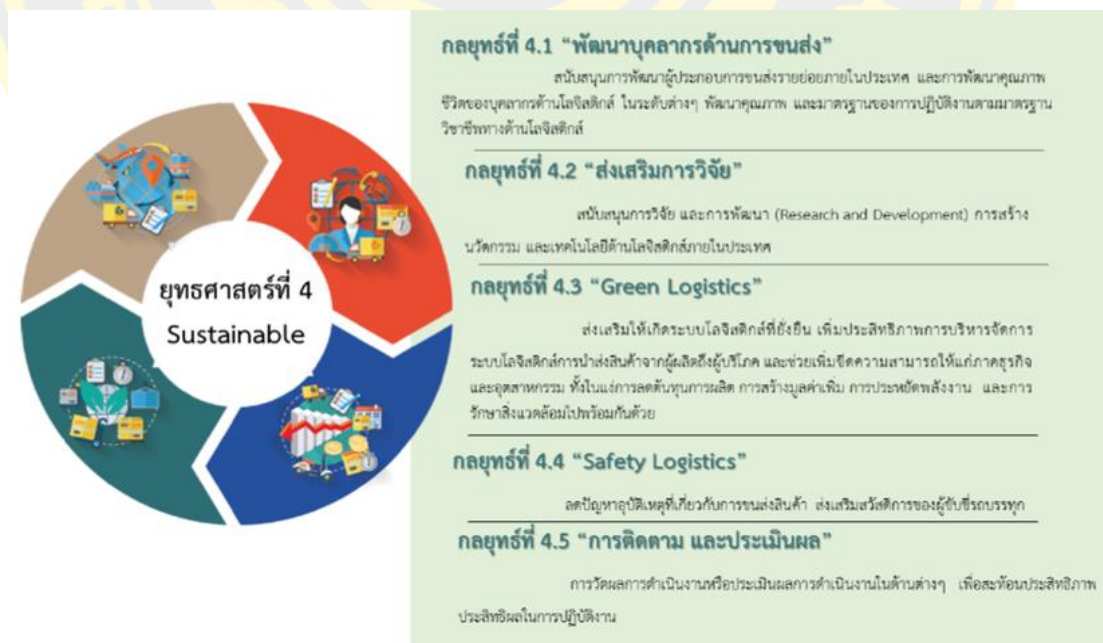 ยุทธศาสตร์ที่ 4
Sustainable
กลยุทธ์ที่ 4.1 “พัฒนาบุคลากรด้านการขนส่ง”
สนับสนุนการพัฒนาผู้ประกอบการขนส่งรายย่อยภายในประเทศ และการพัฒนาคุณภาพ
ชีวิตของบุคลากรด้านโลจิสติกส์ ในระดับต่างๆ พัฒนาคุณภาพ และมาตรฐานของการปฏิบัติงานตามมาตรฐาน
วิชาชีพทางด้านโลจิสติกส์
กลยุทธ์ที่ 4.2 “ส่งเสริมการวิจัย”
สนับสนุนการวิจัย และการพัฒนา (Research and Development) การสร้าง
นวัตกรรม และเทคโนโลยีด้านโลจิสติกส์ภายในประเทศ
กลยุทธ์ที่ 4.3 “Green Logistics”
ส่งเสริมให้เกิดระบบโลจิสติกส์ที่ยั่งยืน เพิ่มประสิทธิภาพการบริหารจัดการ
ระบบโลจิสติกส์การนำส่งสินค้าจากผู้ผลิตถึงผู้บริโภค และช่วยเพิ่มขีดความสามารถให้แก่ภาคธุรกิจ
และอุตสาหกรรม ทั้งในแง่การลดต้นทุนการผลิต การสร้างมูลค่าเพิ่ม การประหยัดพลังงาน และการ
รักษาสิ่งแวดล้อมไปพร้อมกันด้วย
กลยุทธ์ที่ 4.4 “Safety Logistics”
ลดปัญหาอุบัติเหตุที่เกี่ยวกับการขนส่งสินค้า ส่งเสริมสวัสดิการของผู้ขับขี่รถบรรทุก
กลยุทธ์ที่ 4.5 “การติดตาม และประเมินผล”
การวัดผลการดำเนินงานหรือประเมินผลการดำเนินงานในด้านต่างๆ เพื่อสะท้อนประสิทธิภาพ
ประสิทธิผลในการปฏิบัติงาน